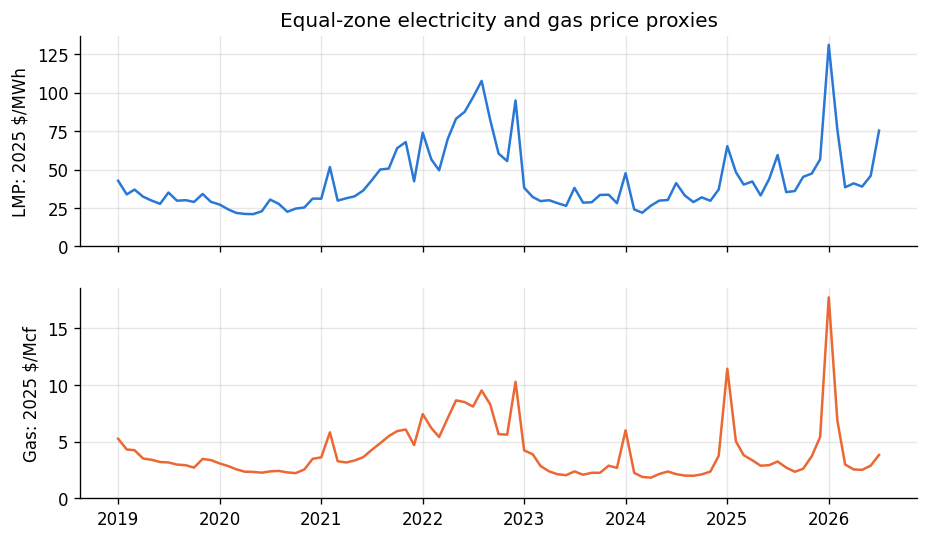 Equal-zone electricity and gas price proxies
LMP: 2025 $/MWh
125
100
75
50
25
0
Gas: 2025 $/Mcf
15
10
5
0
2019 2020 2021 2022 2023 2024 2025 2026